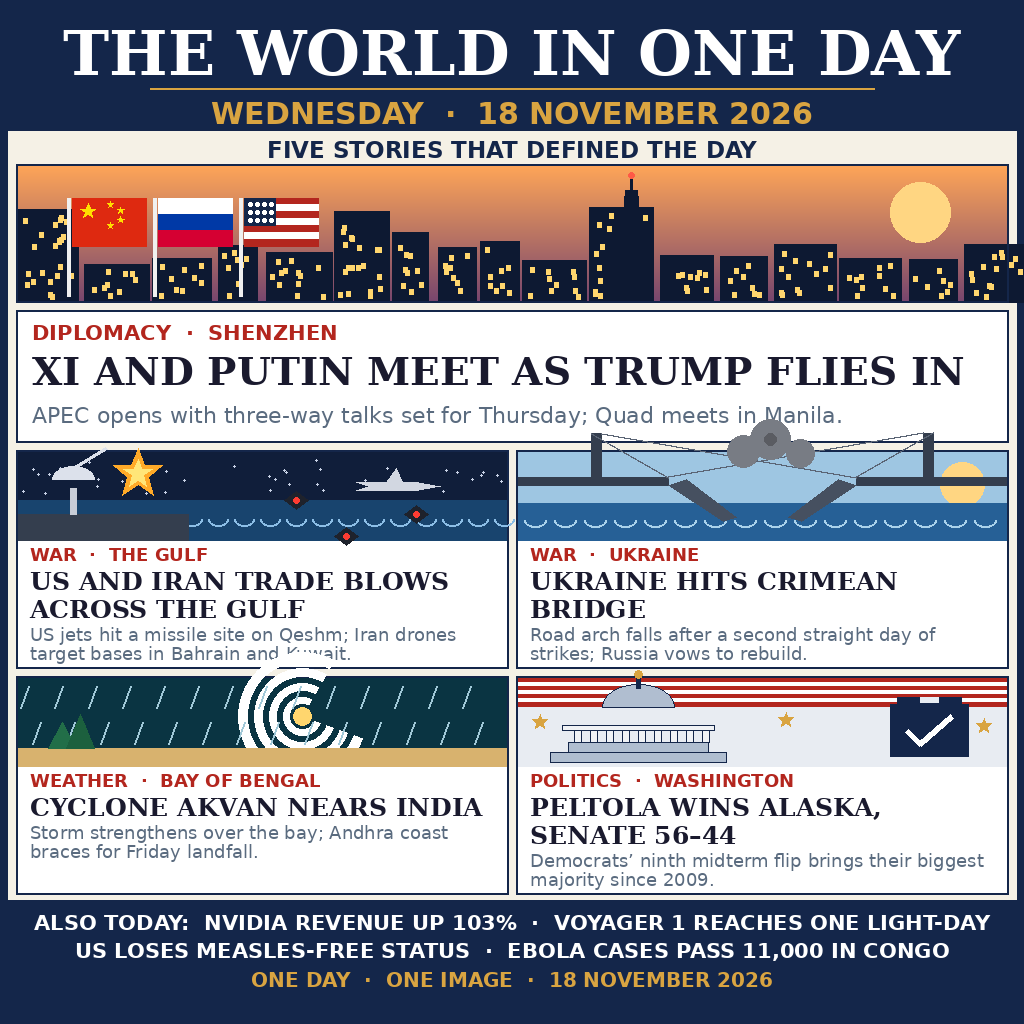 THE WORLD IN ONE DAY
WEDNESDAY · 18 NOVEMBER 2026
FIVE STORIES THAT DEFINED THE DAY
DIPLOMACY · SHENZHEN
XI AND PUTIN MEET AS TRUMP FLIES IN
APEC opens with three-way talks set for Thursday; Quad meets in Manila.
WAR · THE GULF
US AND IRAN TRADE BLOWS
ACROSS THE GULF
US jets hit a missile site on Qeshm; Iran drones
target bases in Bahrain and Kuwait.
WAR · UKRAINE
UKRAINE HITS CRIMEAN
BRIDGE
Road arch falls after a second straight day of
strikes; Russia vows to rebuild.
WEATHER · BAY OF BENGAL
CYCLONE AKVAN NEARS INDIA
Storm strengthens over the bay; Andhra coast
braces for Friday landfall.
POLITICS · WASHINGTON
PELTOLA WINS ALASKA,
SENATE 56–44
Democrats’ ninth midterm flip brings their biggest
majority since 2009.
ALSO TODAY: NVIDIA REVENUE UP 103% · VOYAGER 1 REACHES ONE LIGHT-DAY
US LOSES MEASLES-FREE STATUS · EBOLA CASES PASS 11,000 IN CONGO
ONE DAY · ONE IMAGE · 18 NOVEMBER 2026